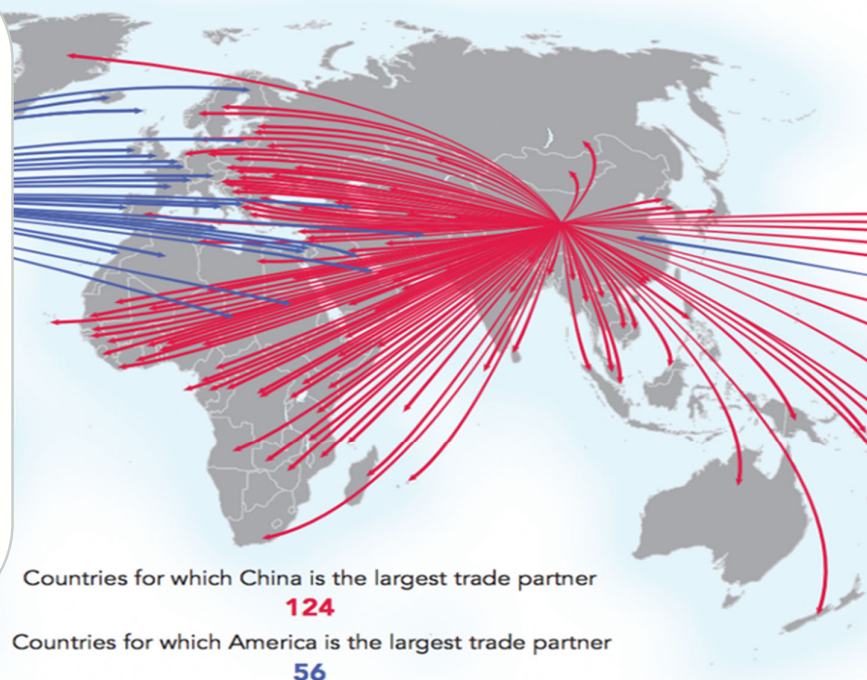 Countries for which China is the largest trade partner
124
Countries for which America is the largest trade partner
56